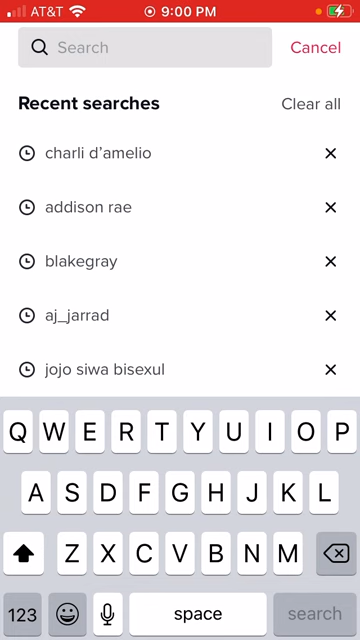 AT&T 9:00 PM
Search Cancel
Recent searches Clear all
charli d’amelio
addison rae
blakegray
aj_jarrad
jojo siwa bisexul
Q W E R T Y U I O P
A S D F G H J K L
Z X C V B N M
123 space search